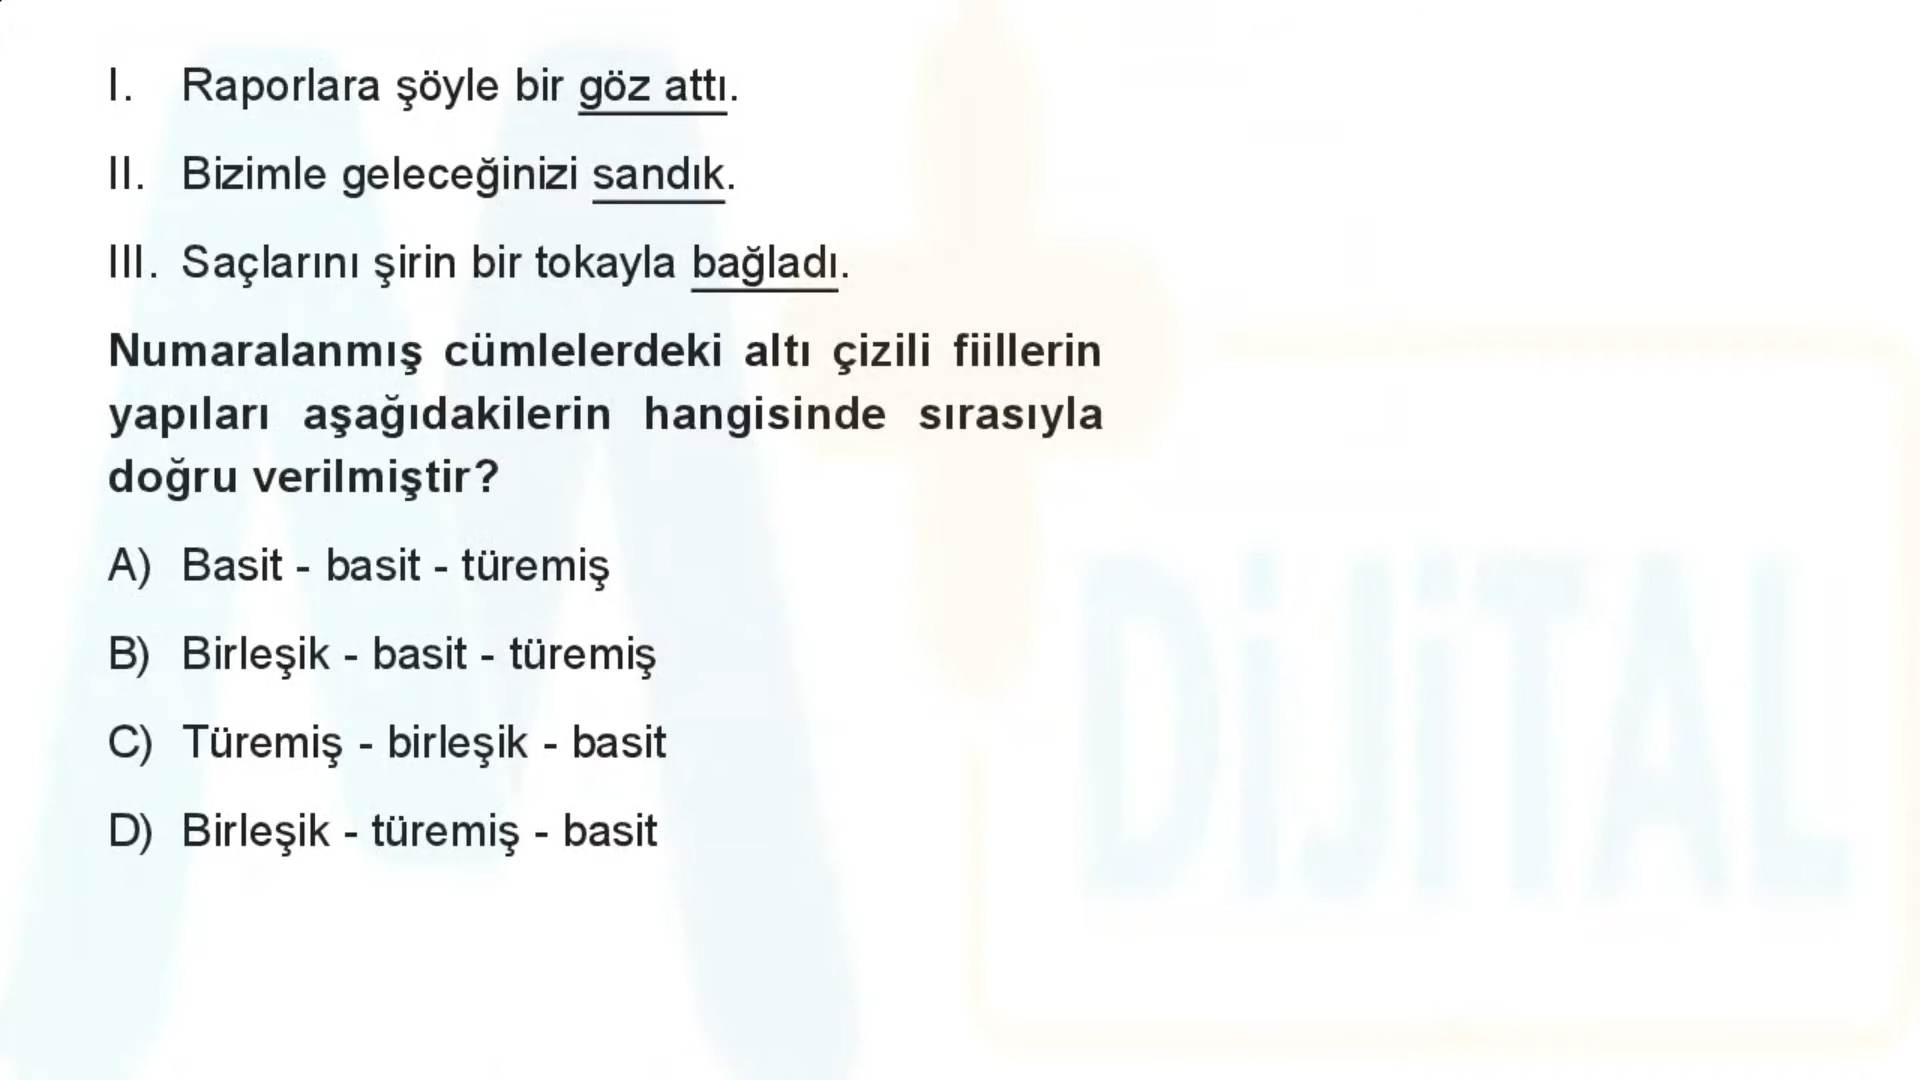 I. Raporlara şöyle bir göz attı.
II. Bizimle geleceğinizi sandık.
III. Saçlarını şirin bir tokayla bağladı.
Numaralanmış cümlelerdeki altı çizili fiillerin
yapıları aşağıdakilerin hangisinde sırasıyla
doğru verilmiştir?
A) Basit - basit - türemiş
B) Birleşik - basit - türemiş
C) Türemiş - birleşik - basit
D) Birleşik - türemiş - basit
DİJİTAL